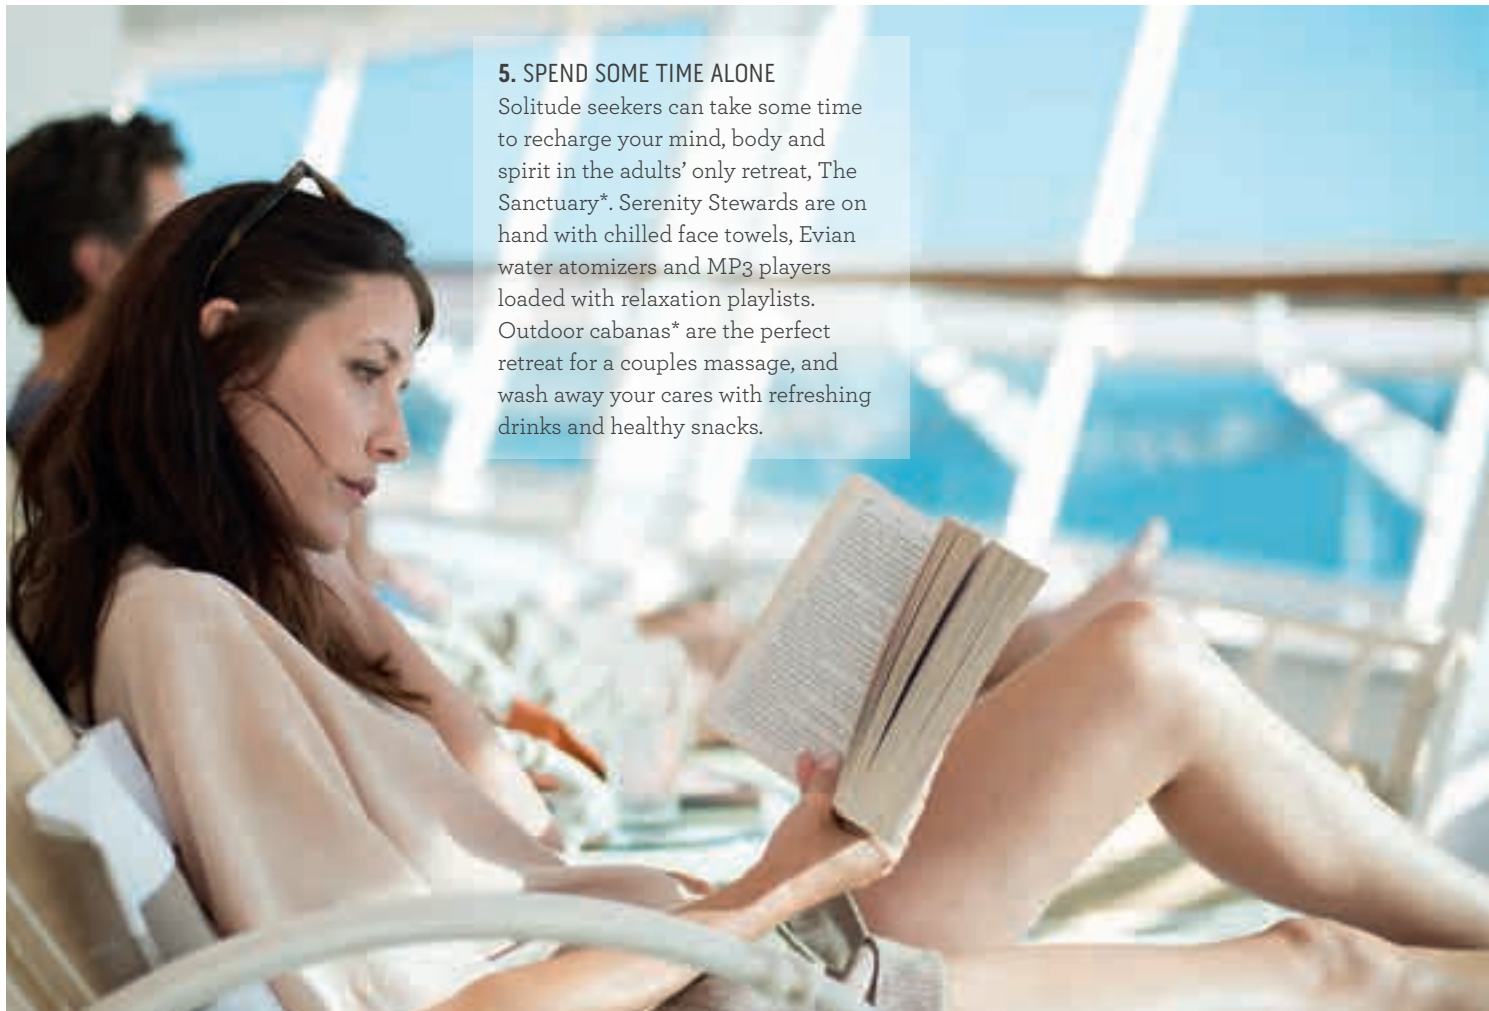 5. SPEND SOME TIME ALONE
Solitude seekers can take some time
to recharge your mind, body and
spirit in the adults’ only retreat, The
Sanctuary*. Serenity Stewards are on
hand with chilled face towels, Evian
water atomizers and MP3 players
loaded with relaxation playlists.
Outdoor cabanas* are the perfect
retreat for a couples massage, and
wash away your cares with refreshing
drinks and healthy snacks.